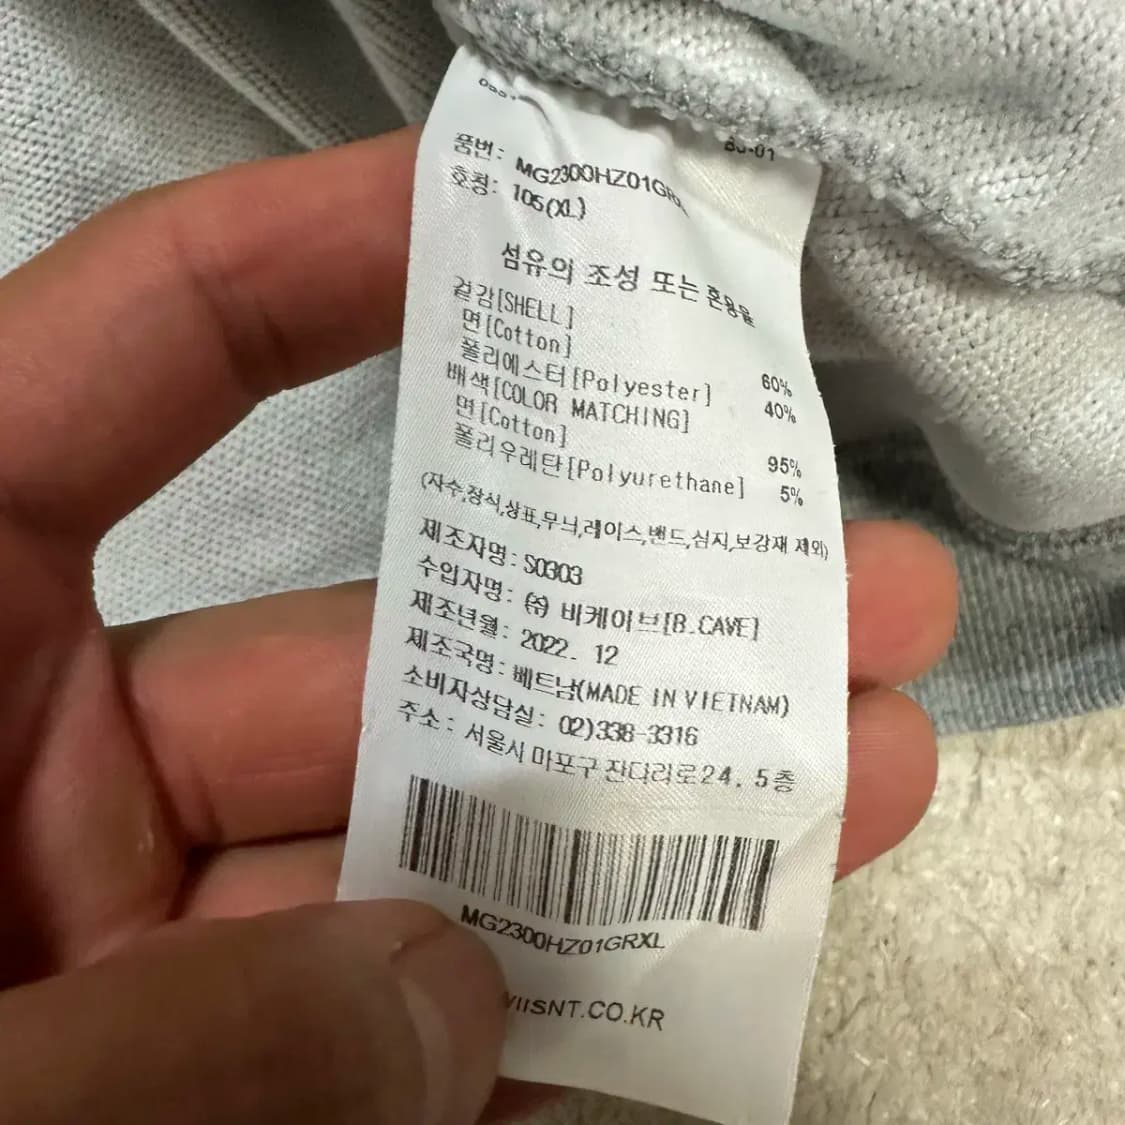 품번: MG2300HZ01GRXL
호칭: 105(XL)
섬유의 조성 또는 혼용율
겉감[SHELL]
면[Cotton] 60%
폴리에스터[Polyester] 40%
배색[COLOR MATCHING]
면[Cotton] 95%
폴리우레탄[Polyurethane] 5%
(자수,장식,상표,무늬,레이스,밴드,심지,보강재 제외)
제조자명: S0303
수입자명: ㈜ 비케이브[B.CAVE]
제조년월: 2022. 12
제조국명: 베트남(MADE IN VIETNAM)
소비자상담실: 02)338-3316
주소: 서울시 마포구 잔다리로24, 5층
MG2300HZ01GRXL